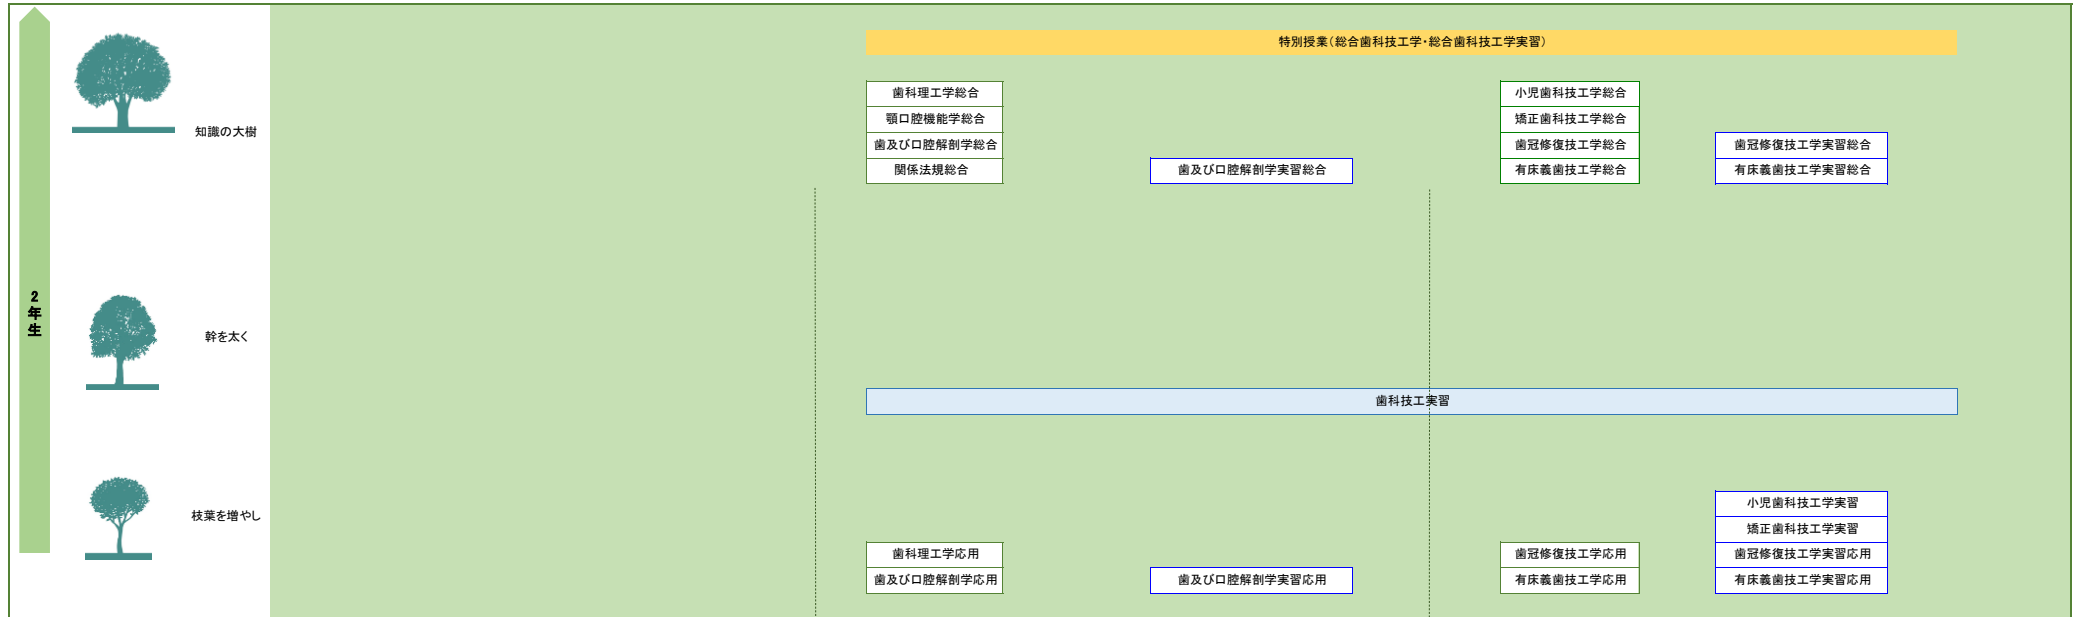 特別授業(総合歯科技工学・総合歯科技工学実習)
歯科理工学総合
小児歯科技工学総合
顎口腔機能学総合
矯正歯科技工学総合
知識の大樹
歯及び口腔解剖学総合
歯冠修復技工学総合
歯冠修復技工学実習総合
関係法規総合
歯及び口腔解剖学実習総合
有床義歯技工学総合
有床義歯技工学実習総合
2年生
幹を太く
歯科技工実習
枝葉を増やし
小児歯科技工学実習
矯正歯科技工学実習
歯科理工学応用
歯冠修復技工学応用
歯冠修復技工学実習応用
歯及び口腔解剖学応用
歯及び口腔解剖学実習応用
有床義歯技工学応用
有床義歯技工学実習応用